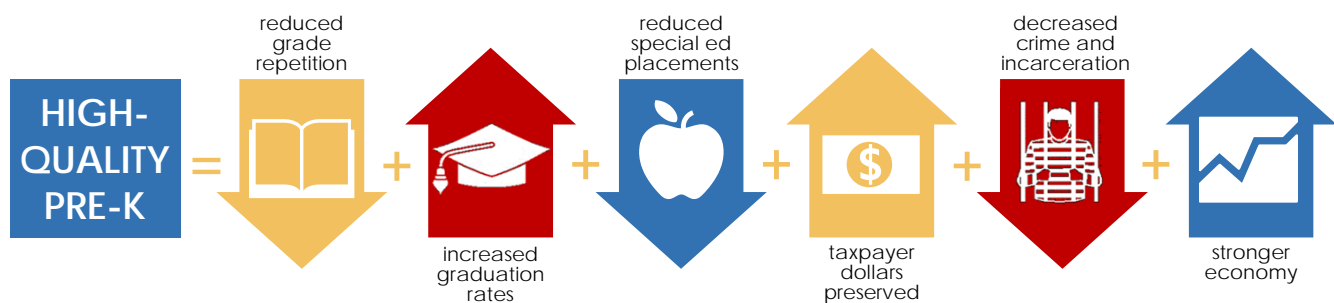 HIGH-
QUALITY
PRE-K
=
reduced
grade
repetition
+
increased
graduation
rates
+
reduced
special ed
placements
+
$
taxpayer
dollars
preserved
+
decreased
crime and
incarceration
+
stronger
economy